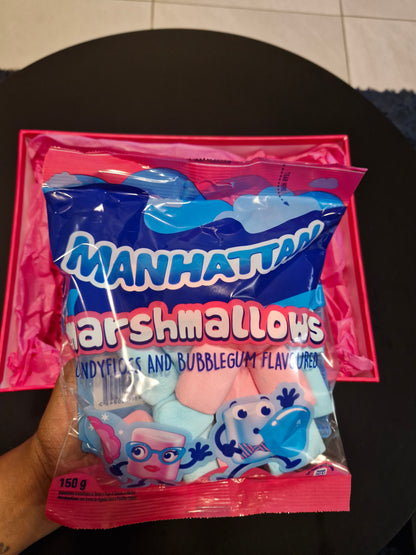 MANHATTAN
marshmallows
CANDYFLOSS AND BUBBLEGUM FLAVOURED
150 g